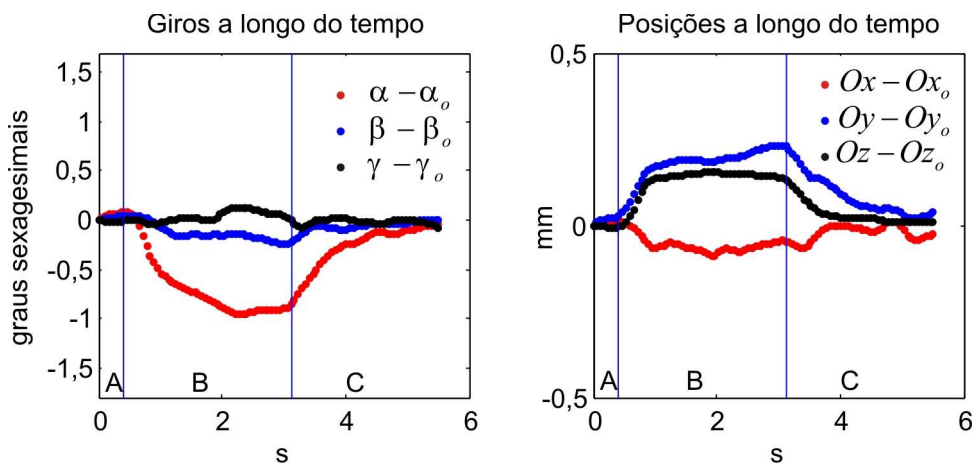 Giros a longo do tempo
graus sexagesimais
1,5
1
0,5
0
-0,5
-1
-1,5
α − αₒ
β − βₒ
γ − γₒ
A
B
C
0
2
4
6
s
Posições a longo do tempo
mm
0,5
0
-0,5
Ox − Oxₒ
Oy − Oyₒ
Oz − Ozₒ
A
B
C
0
2
4
6
s